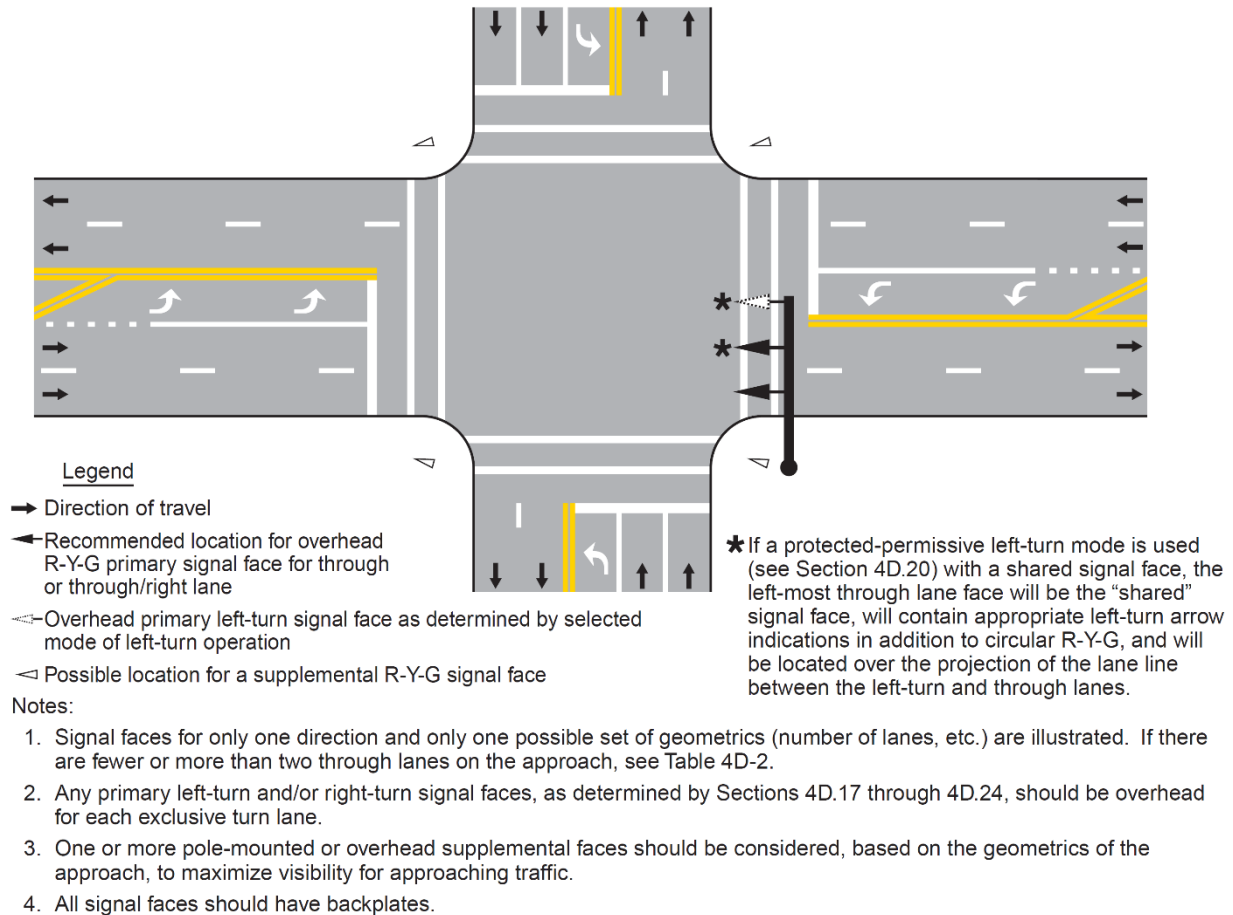 Legend
Direction of travel
Recommended location for overhead
R-Y-G primary signal face for through
or through/right lane
Overhead primary left-turn signal face as determined by selected
mode of left-turn operation
Possible location for a supplemental R-Y-G signal face
* If a protected-permissive left-turn mode is used
(see Section 4D.20) with a shared signal face, the
left-most through lane face will be the “shared”
signal face, will contain appropriate left-turn arrow
indications in addition to circular R-Y-G, and will
be located over the projection of the lane line
between the left-turn and through lanes.
Notes:
1. Signal faces for only one direction and only one possible set of geometrics (number of lanes, etc.) are illustrated. If there
are fewer or more than two through lanes on the approach, see Table 4D-2.
2. Any primary left-turn and/or right-turn signal faces, as determined by Sections 4D.17 through 4D.24, should be overhead
for each exclusive turn lane.
3. One or more pole-mounted or overhead supplemental faces should be considered, based on the geometrics of the
approach, to maximize visibility for approaching traffic.
4. All signal faces should have backplates.